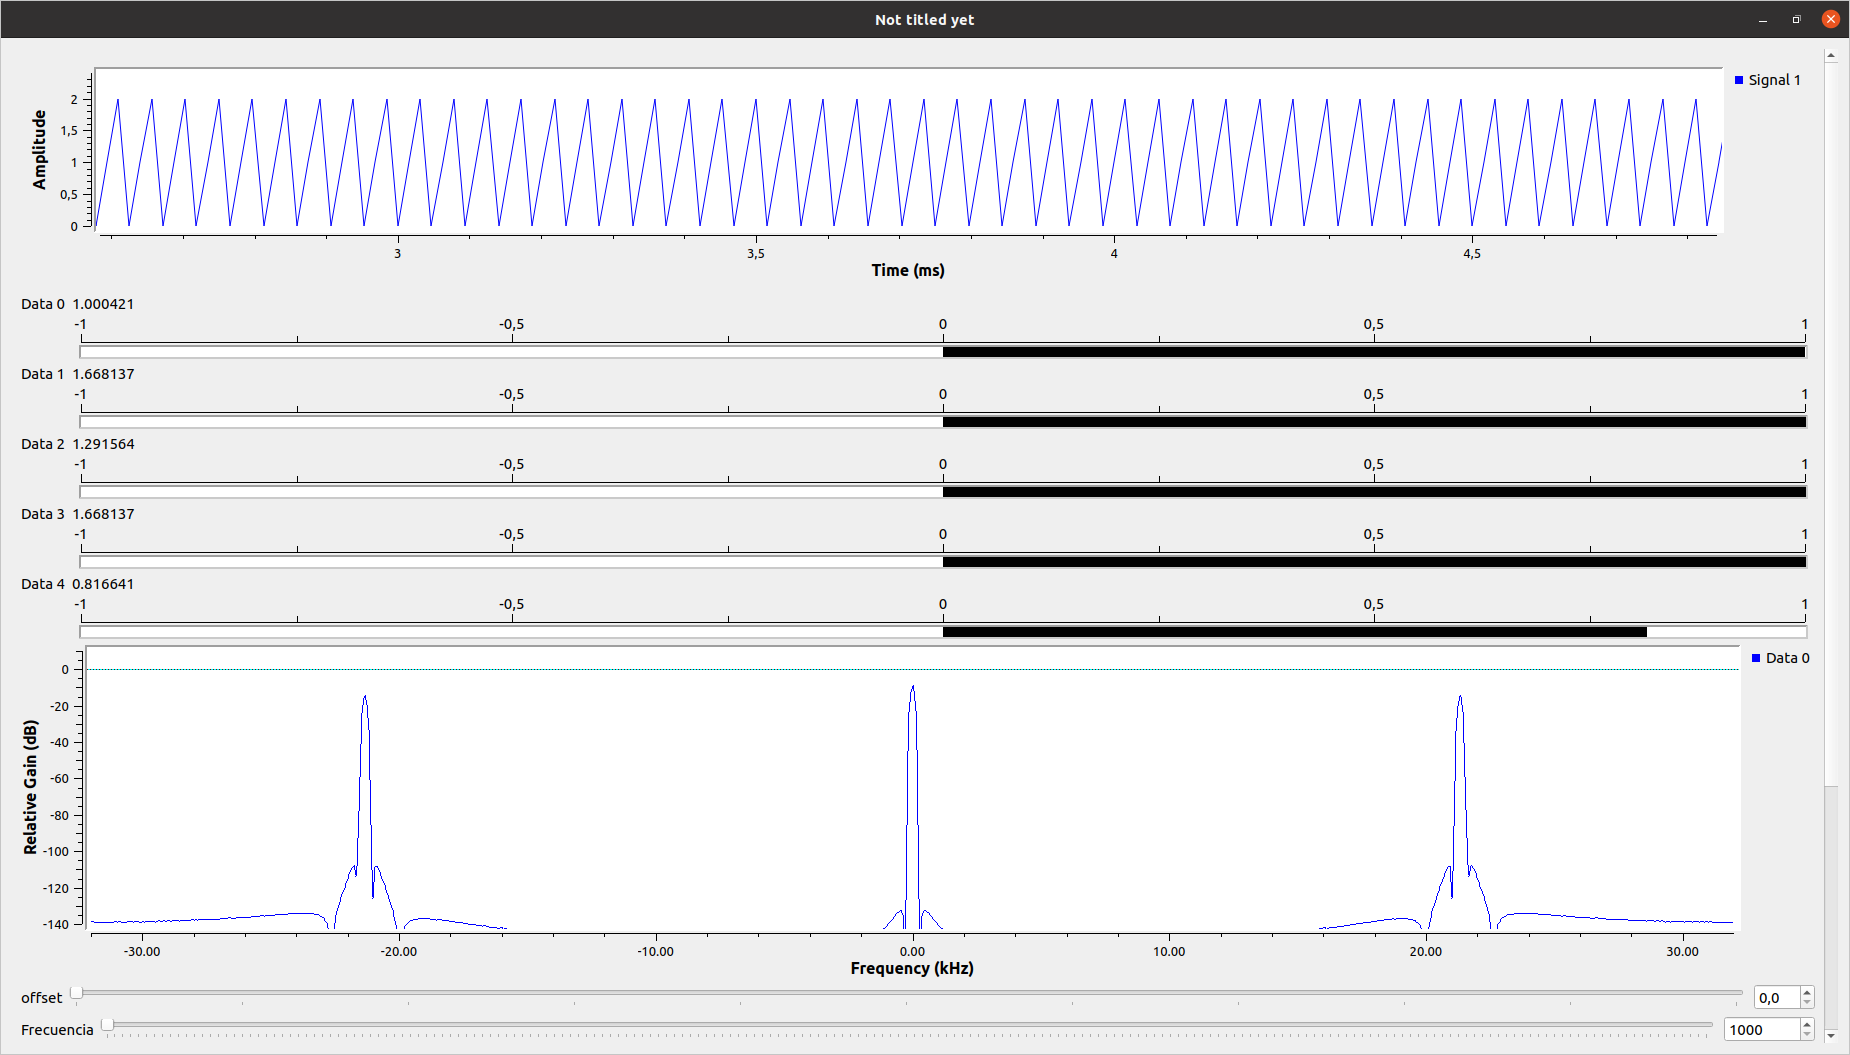 Not titled yet
Signal 1
Amplitude
2
1,5
1
0,5
0
3 3,5 4 4,5
Time (ms)
Data 0 1.000421
-1 -0,5 0 0,5 1
Data 1 1.668137
-1 -0,5 0 0,5 1
Data 2 1.291564
-1 -0,5 0 0,5 1
Data 3 1.668137
-1 -0,5 0 0,5 1
Data 4 0.816641
-1 -0,5 0 0,5 1
Data 0
Relative Gain (dB)
0
-20
-40
-60
-80
-100
-120
-140
-30.00 -20.00 -10.00 0.00 10.00 20.00 30.00
Frequency (kHz)
offset 0,0
Frecuencia 1000